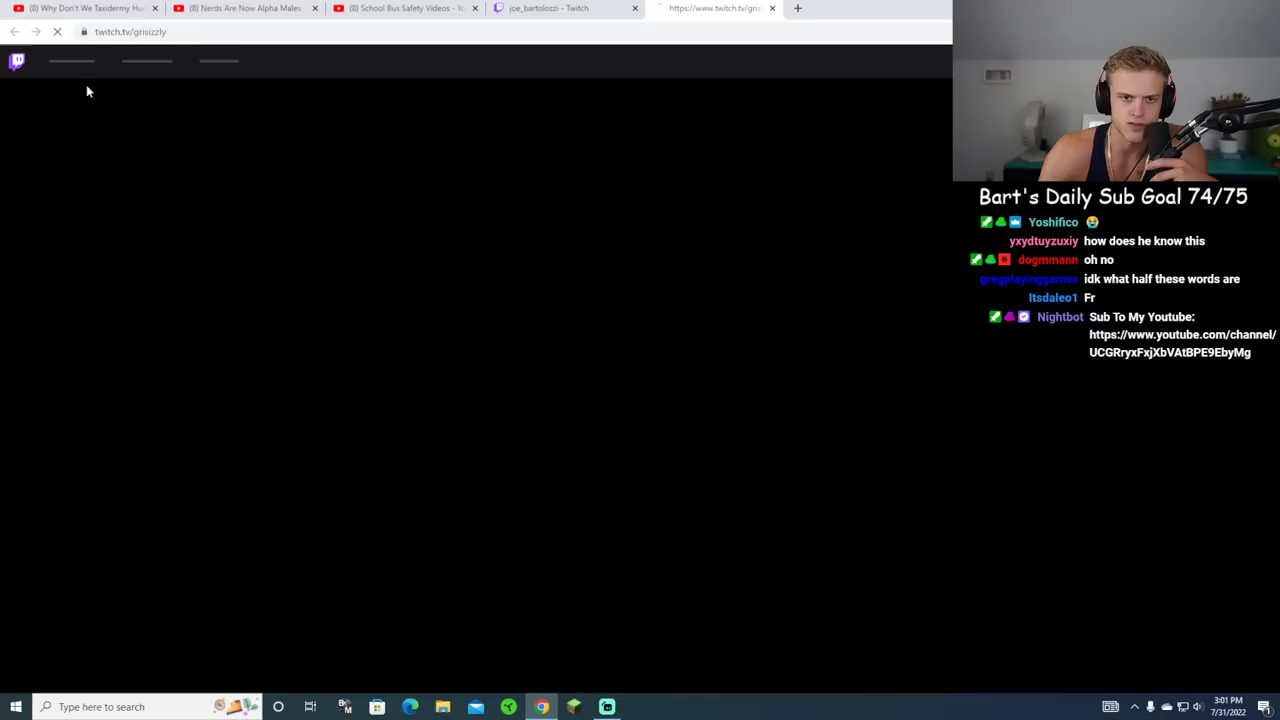 (8) Why Don't We Taxidermy Hu
(8) Nerds Are Now Alpha Males
(8) School Bus Safety Videos - Yo
joe_bartolozzi - Twitch
https://www.twitch.tv/gris
twitch.tv/grisizzly
Bart's Daily Sub Goal 74/75
Yoshifico
yxydtuyzuxiy how does he know this
dogmmann oh no
gregplayinggames idk what half these words are
Itsdaleo1 Fr
Nightbot Sub To My Youtube:
https://www.youtube.com/channel/
UCGRryxFxjXbVAtBPE9EbyMg
Type here to search
3:01 PM
7/31/2022